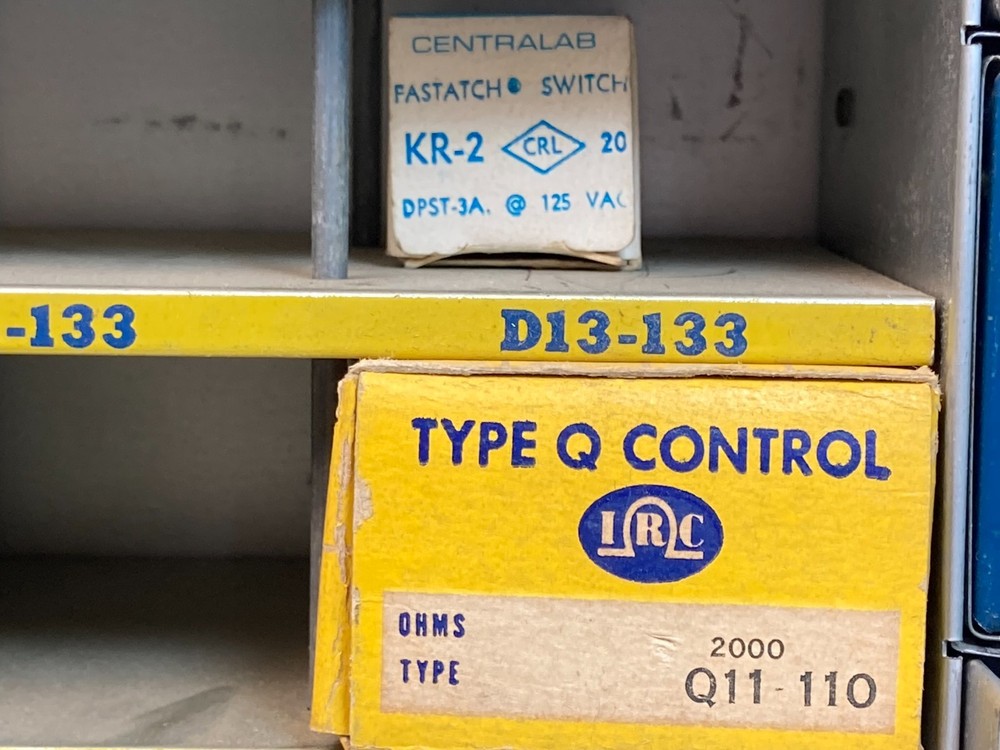 CENTRALAB
FASTATCH SWITCH
KR-2 CRL 20
DPST-3A. @ 125 VAC
-133 D13-133
TYPE Q CONTROL
IRC
OHMS 2000
TYPE Q11-110